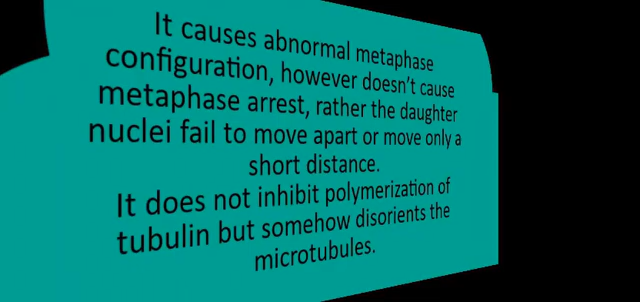 It causes abnormal metaphase
configuration, however doesn't cause
metaphase arrest, rather the daughter
nuclei fail to move apart or move only a
short distance.
It does not inhibit polymerization of
tubulin but somehow disorients the
microtubules.